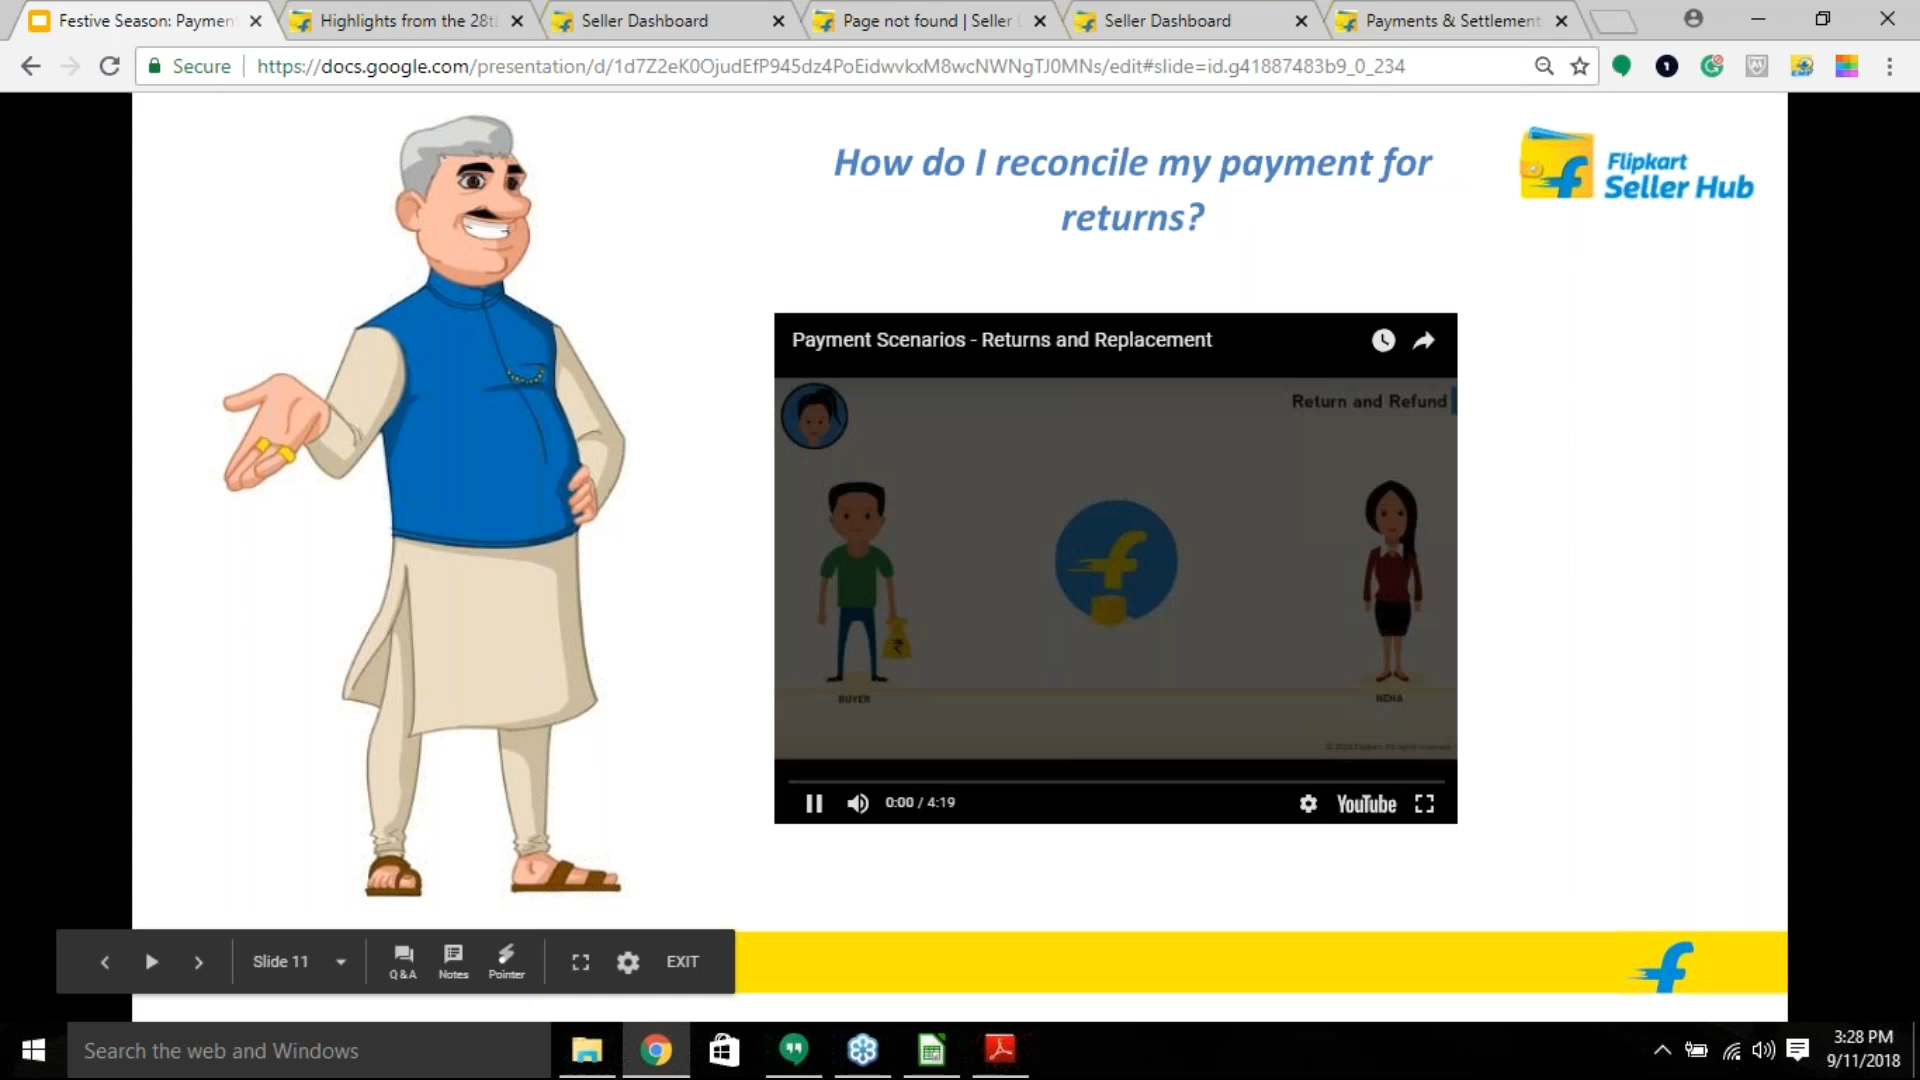 Festive Season: Paymen
Highlights from the 28t
Seller Dashboard
Page not found | Seller
Seller Dashboard
Payments & Settlement
Secure
https://docs.google.com/presentation/d/1d7Z2eK0OjudEfP945dz4PoEidwvkxM8wcNWNgTJ0MNs/edit#slide=id.g41887483b9_0_234
How do I reconcile my payment for
returns?
Flipkart
Seller Hub
Payment Scenarios - Returns and Replacement
Return and Refund
BUYER
NEHA
0:00 / 4:19
YouTube
Slide 11
Q&A
Notes
Pointer
EXIT
Search the web and Windows
3:28 PM
9/11/2018